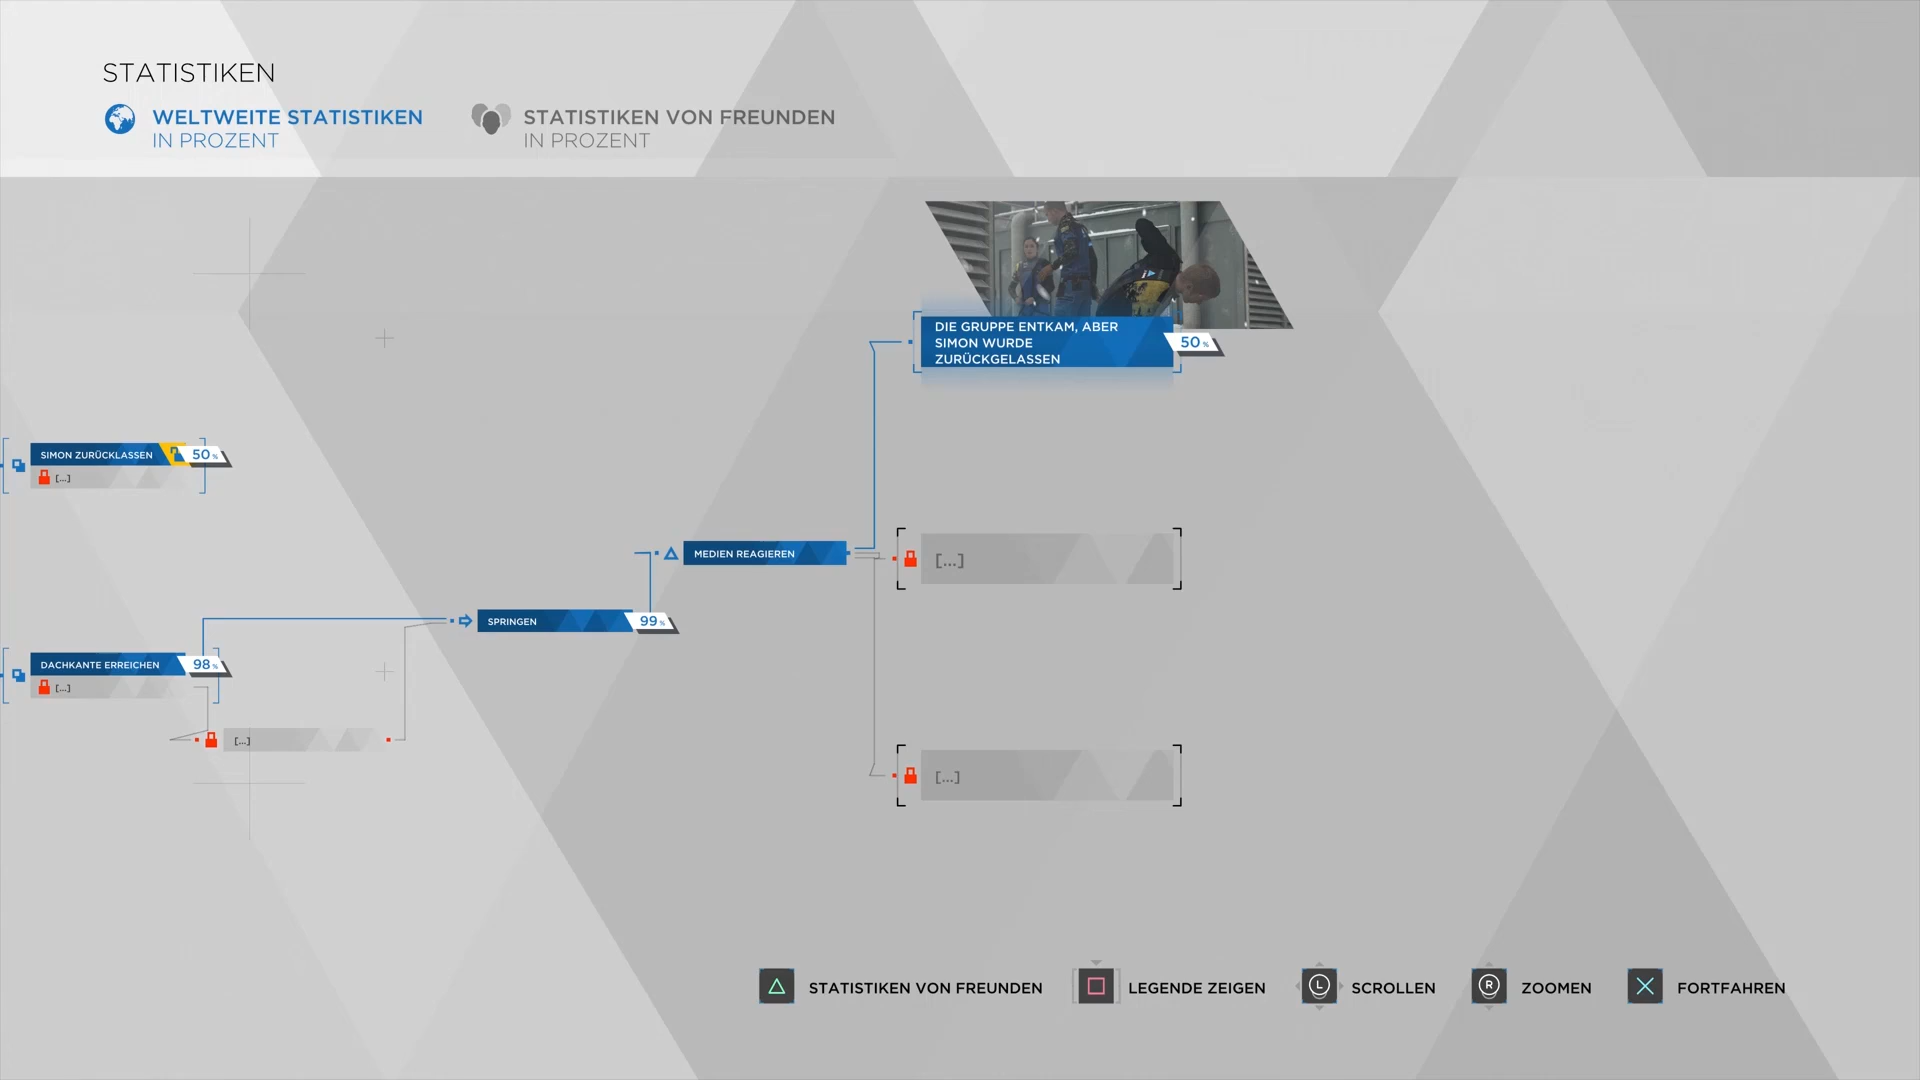 STATISTIKEN
WELTWEITE STATISTIKEN
IN PROZENT
STATISTIKEN VON FREUNDEN
IN PROZENT
DIE GRUPPE ENTKAM, ABER
SIMON WURDE
ZURÜCKGELASSEN
50%
SIMON ZURÜCKLASSEN
50%
[...]
MEDIEN REAGIEREN
[...]
SPRINGEN
99%
DACHKANTE ERREICHEN
98%
[...]
[...]
[...]
STATISTIKEN VON FREUNDEN
LEGENDE ZEIGEN
L
SCROLLEN
R
ZOOMEN
FORTFAHREN